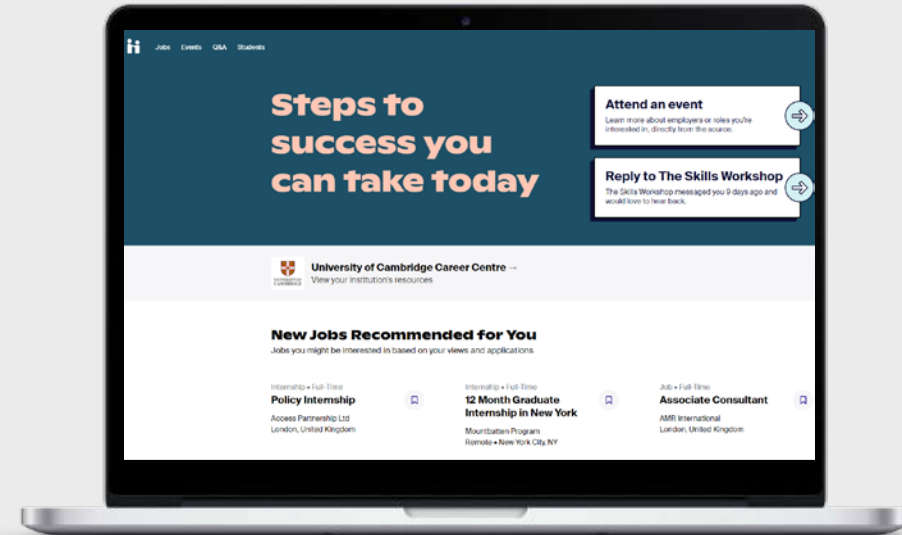 Jobs Events Q&A Students
Steps to
success you
can take today
Attend an event
Learn more about employers or roles you're
interested in, directly from the source.
Reply to The Skills Workshop
The Skills Workshop messaged you 9 days ago and
would love to hear back.
UNIVERSITY OF
CAMBRIDGE
University of Cambridge Career Centre →
View your institution's resources
New Jobs Recommended for You
Jobs you might be interested in based on your views and applications
Internship • Full-Time
Policy Internship
Access Partnership Ltd
London, United Kingdom
Internship • Full-Time
12 Month Graduate
Internship in New York
Mountbatten Program
Remote • New York City, NY
Job • Full-Time
Associate Consultant
AMR International
London, United Kingdom